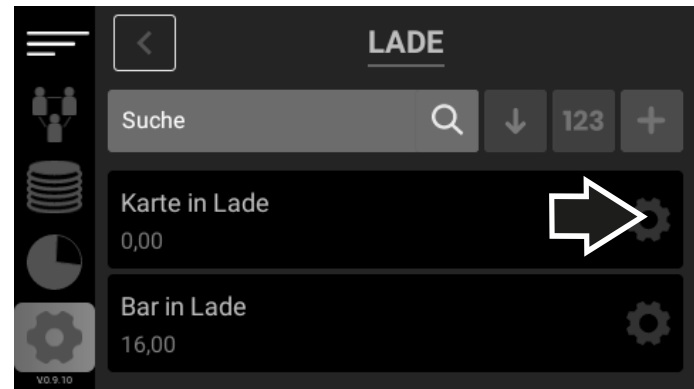 LADE
Suche
123
Karte in Lade
0,00
Bar in Lade
16,00
V0.9.10